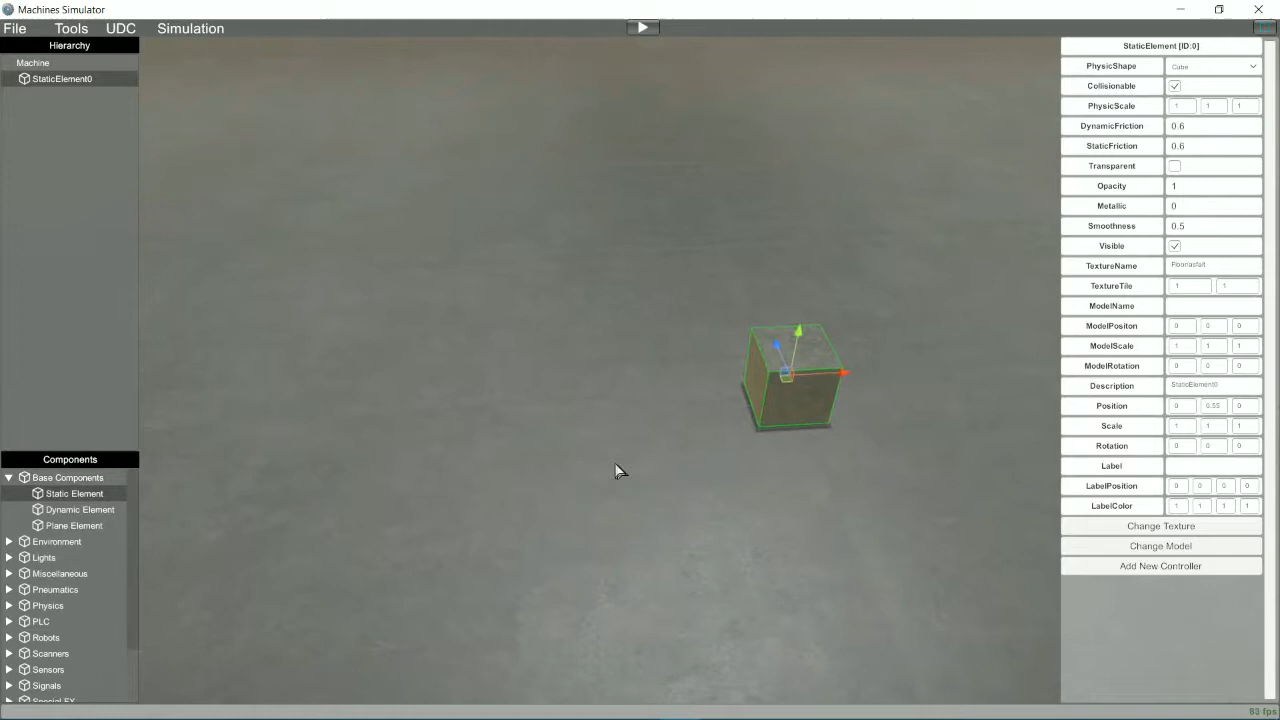 Machines Simulator
File Tools UDC Simulation
Hierarchy
Machine
StaticElement0
Components
Base Components
Static Element
Dynamic Element
Plane Element
Environment
Lights
Miscellaneous
Pneumatics
Physics
PLC
Robots
Scanners
Sensors
Signals
Special FX
StaticElement [ID:0]
PhysicShape Cube
Collisionable
PhysicScale 1 1 1
DynamicFriction 0.6
StaticFriction 0.6
Transparent
Opacity 1
Metallic 0
Smoothness 0.5
Visible
TextureName Floor\asfalt
TextureTile 1 1
ModelName
ModelPositon 0 0 0
ModelScale 1 1 1
ModelRotation 0 0 0
Description StaticElement0
Position 0 0.55 0
Scale 1 1 1
Rotation 0 0 0
Label
LabelPosition 0 0 0 0
LabelColor 1 1 1 1
Change Texture
Change Model
Add New Controller
83 fps